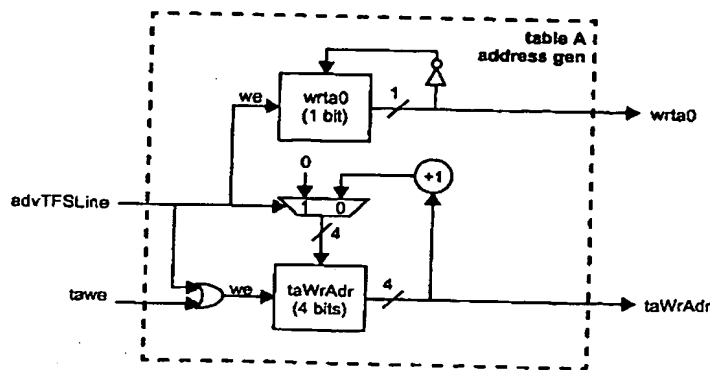 table A
address gen
we
wrta0
(1 bit)
1
wrta0
0
+1
advTFSLine
1 0
4
tawe
we
taWrAdr
(4 bits)
4
taWrAdr